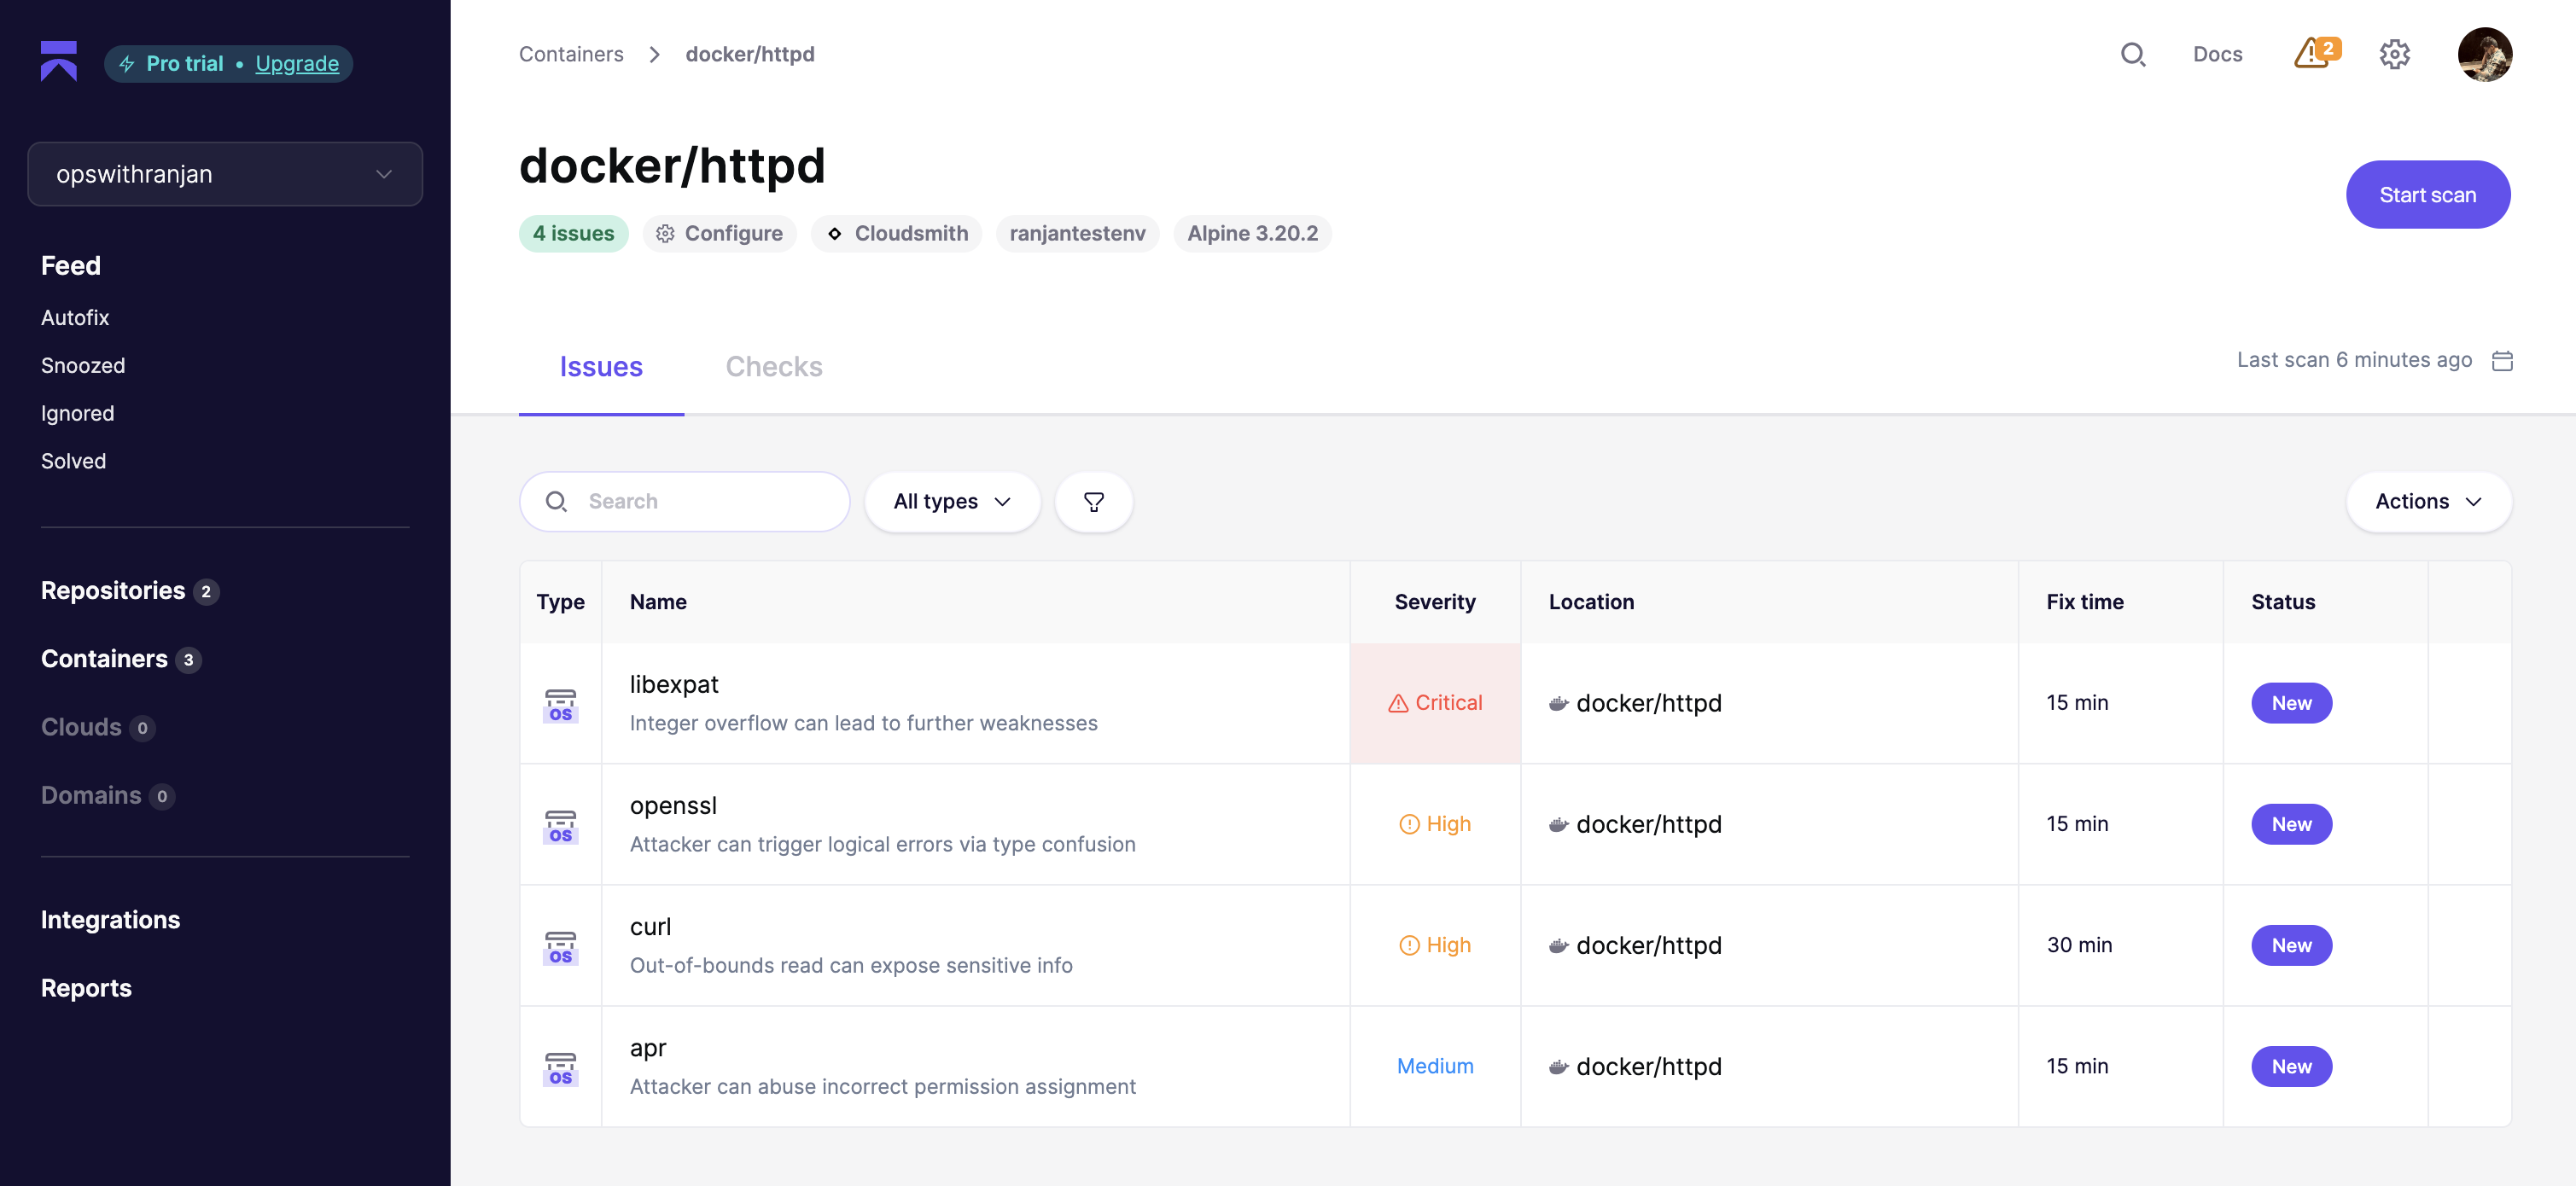 Pro trial • Upgrade
opswithranjan
Feed
Autofix
Snoozed
Ignored
Solved
Repositories 2
Containers 3
Clouds 0
Domains 0
Integrations
Reports
Containers > docker/httpd
Docs
2
docker/httpd
Start scan
4 issues Configure Cloudsmith ranjantestenv Alpine 3.20.2
Issues Checks
Last scan 6 minutes ago
Search All types Actions
Type Name Severity Location Fix time Status
OS libexpat
Integer overflow can lead to further weaknesses
Critical docker/httpd 15 min New
OS openssl
Attacker can trigger logical errors via type confusion
High docker/httpd 15 min New
OS curl
Out-of-bounds read can expose sensitive info
High docker/httpd 30 min New
OS apr
Attacker can abuse incorrect permission assignment
Medium docker/httpd 15 min New